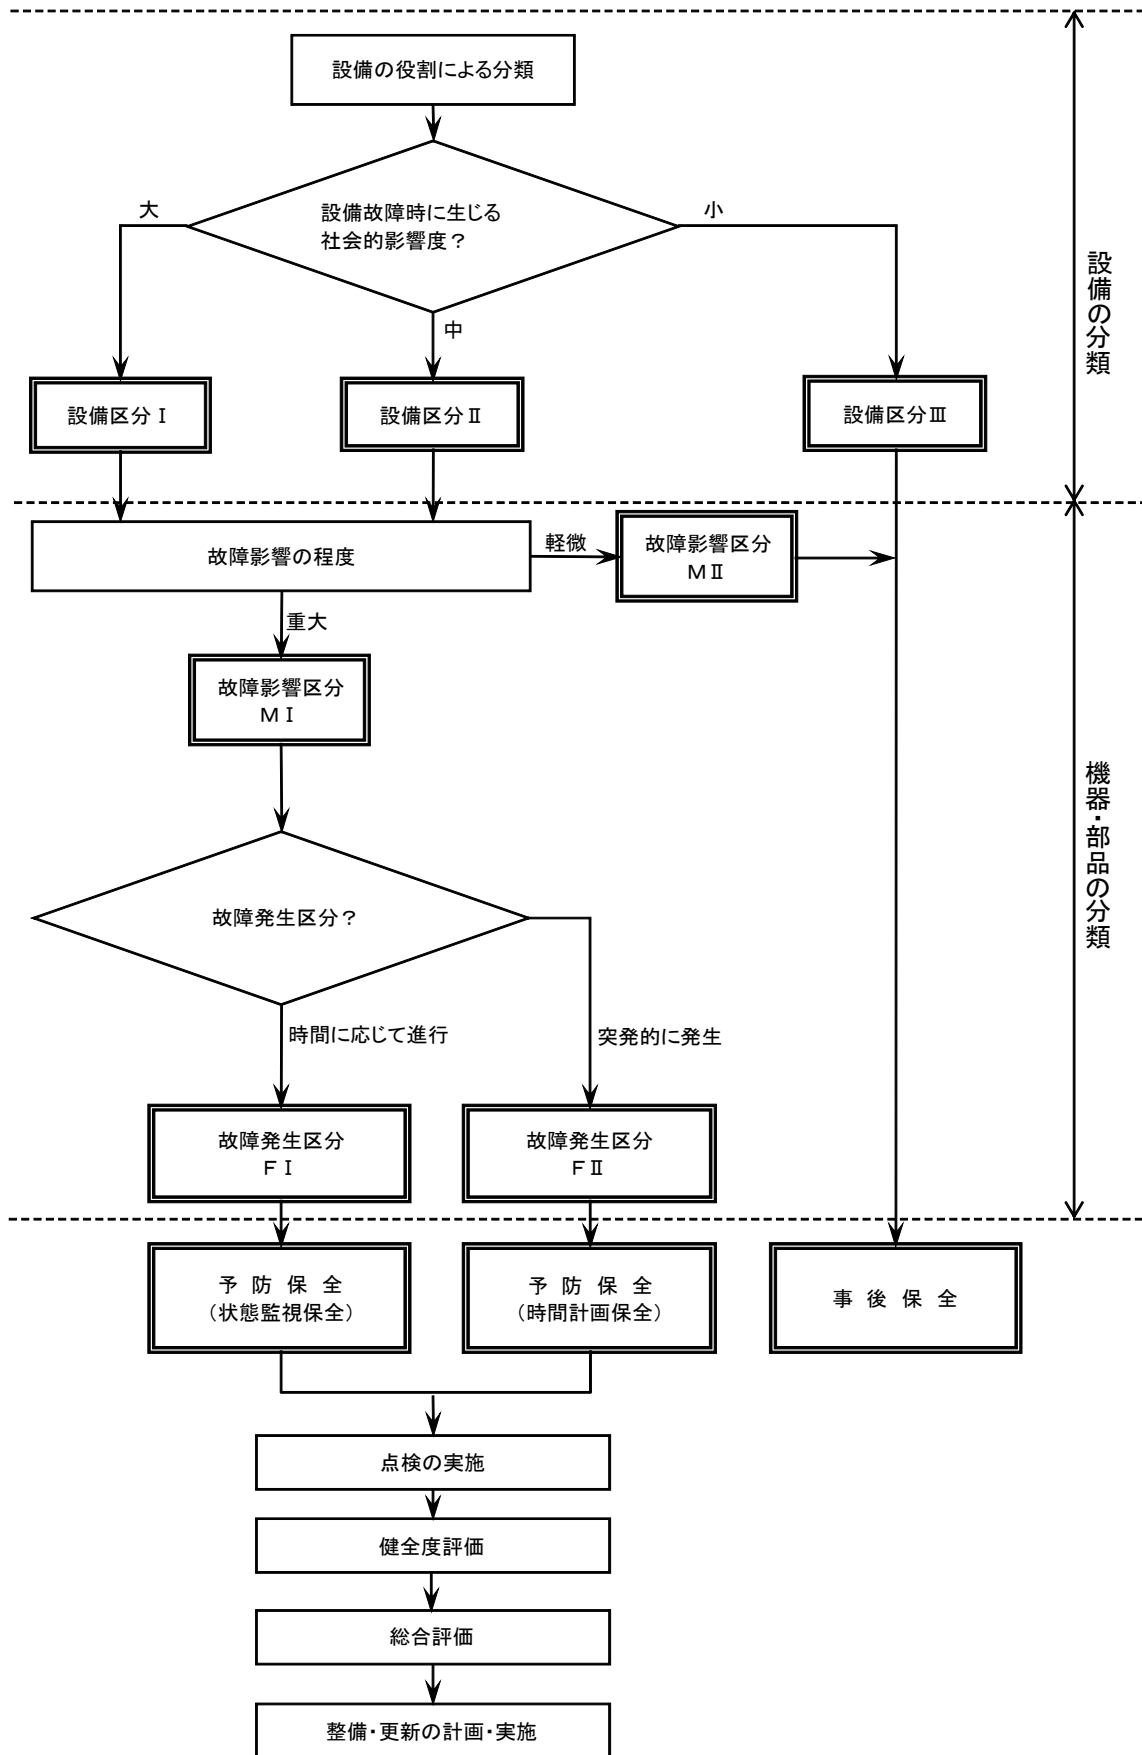 設備の役割による分類
設備故障時に生じる
社会的影響度？
大
小
中
設備区分Ⅰ
設備区分Ⅱ
設備区分Ⅲ
設備の分類
故障影響の程度
軽微
故障影響区分
ＭⅡ
重大
故障影響区分
ＭⅠ
機器・部品の分類
故障発生区分？
時間に応じて進行
突発的に発生
故障発生区分
ＦⅠ
故障発生区分
ＦⅡ
予 防 保 全
（状態監視保全）
予 防 保 全
（時間計画保全）
事 後 保 全
点検の実施
健全度評価
総合評価
整備・更新の計画・実施